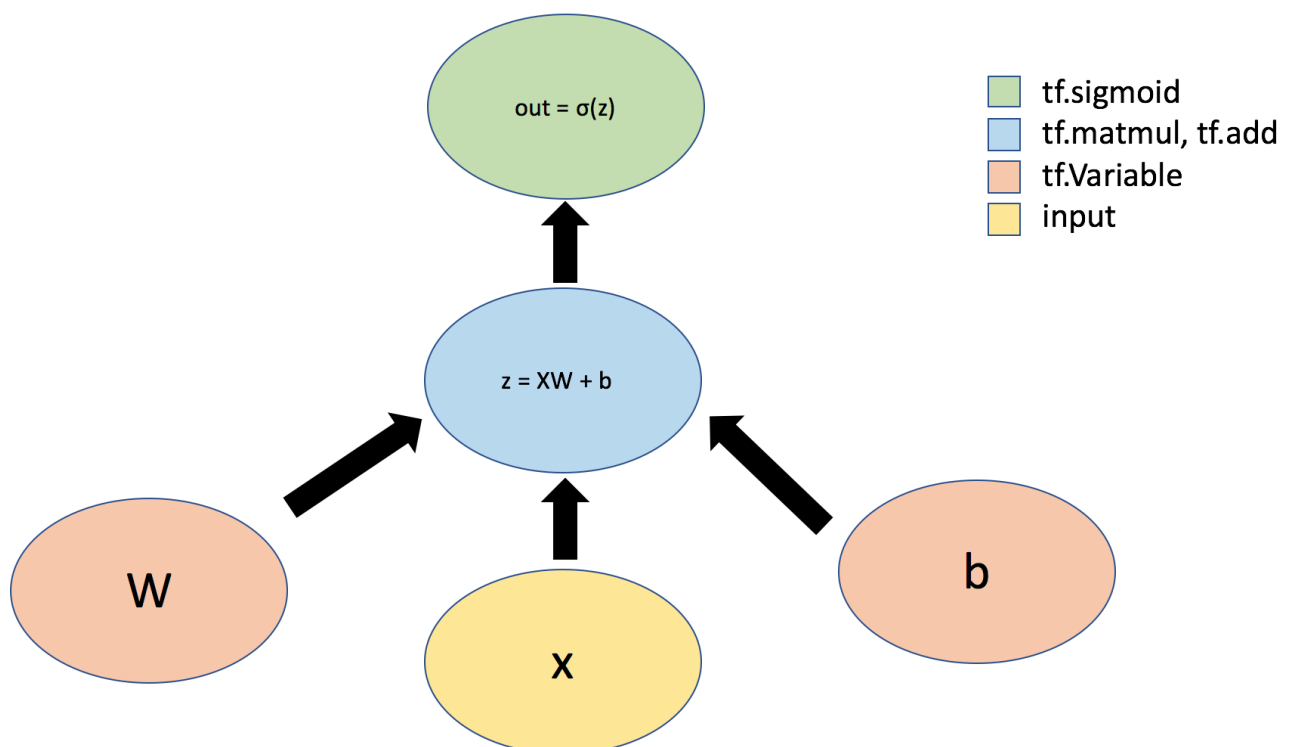 out = σ(z)
tf.sigmoid
tf.matmul, tf.add
tf.Variable
input
z = XW + b
W
x
b